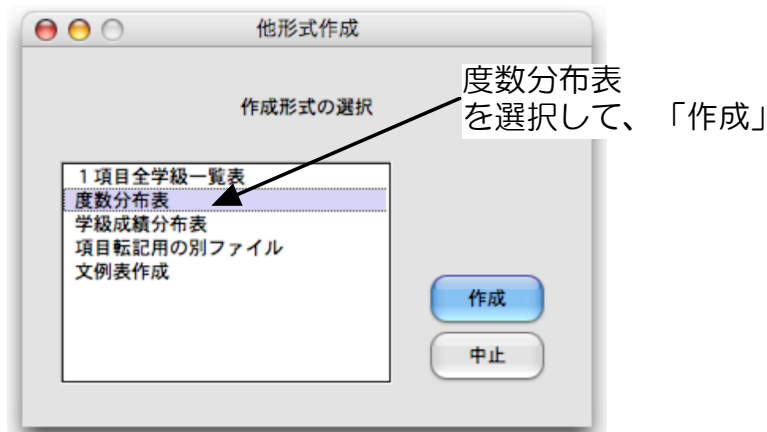 他形式作成
度数分布表
を選択して、「作成」
作成形式の選択
１項目全学級一覧表
度数分布表
学級成績分布表
項目転記用の別ファイル
文例表作成
作成
中止